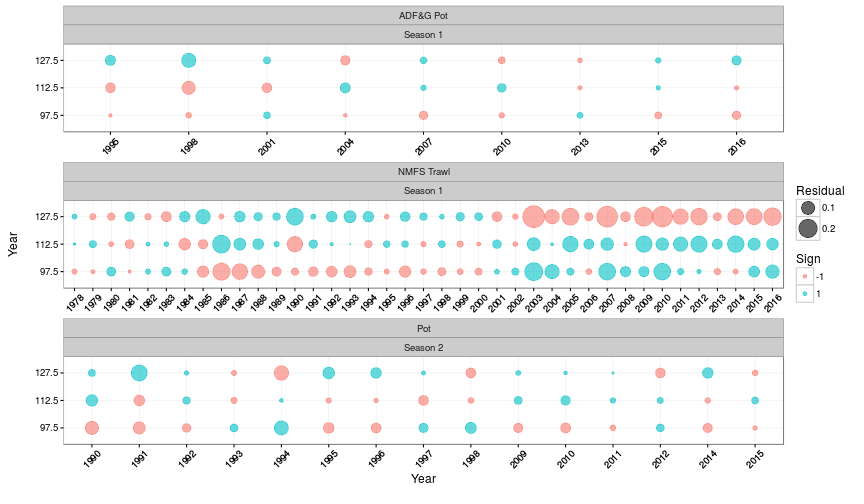 ADF&G Pot
Season 1
127.5
112.5
97.5
1995 1998 2001 2004 2007 2010 2013 2015 2016
NMFS Trawl
Season 1
127.5
112.5
97.5
1978 1979 1980 1981 1982 1983 1984 1985 1986 1987 1988 1989 1990 1991 1992 1993 1994 1995 1996 1997 1998 1999 2000 2001 2002 2003 2004 2005 2006 2007 2008 2009 2010 2011 2012 2013 2014 2015 2016
Pot
Season 2
127.5
112.5
97.5
1990 1991 1992 1993 1994 1995 1996 1997 1998 2009 2010 2011 2012 2014 2015
Year
Year
Residual
0.1
0.2
Sign
-1
1